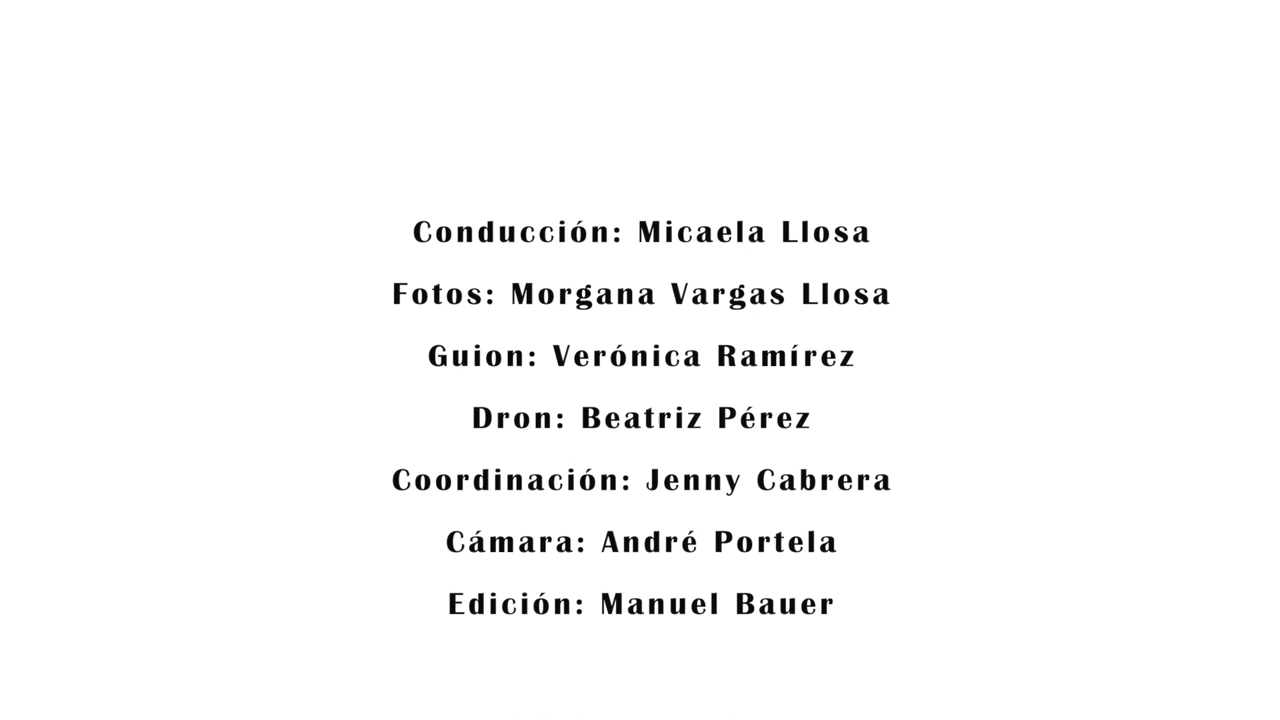 Conducción: Micaela Llosa
Fotos: Morgana Vargas Llosa
Guion: Verónica Ramírez
Dron: Beatriz Pérez
Coordinación: Jenny Cabrera
Cámara: André Portela
Edición: Manuel Bauer